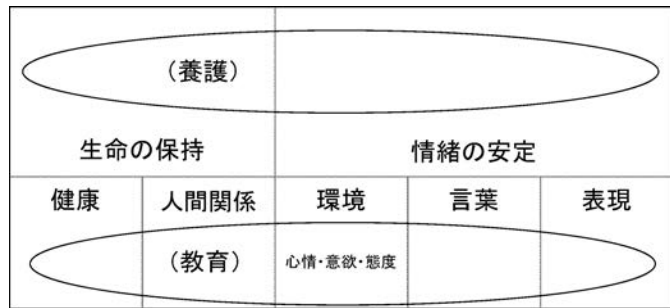 (養護)
生命の保持 情緒の安定
健康 人間関係 環境 言葉 表現
(教育) 心情・意欲・態度